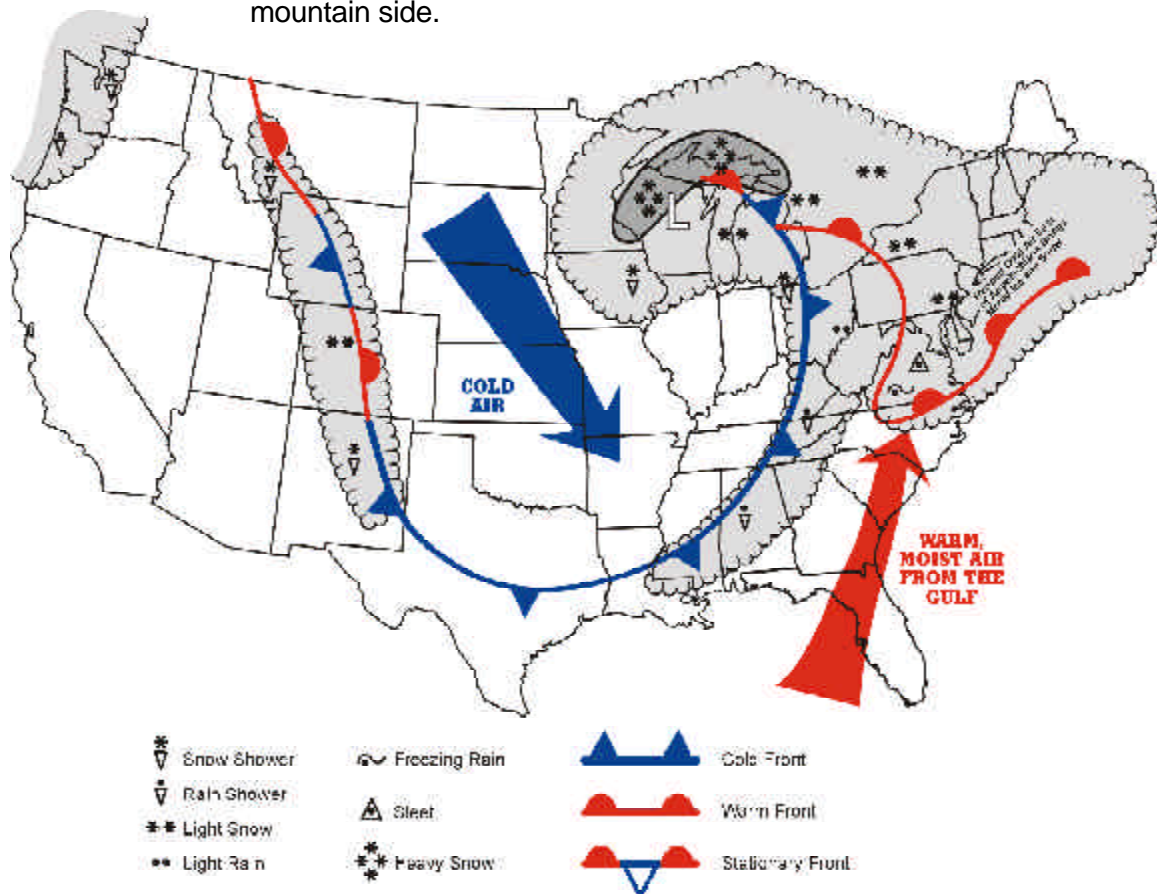 mountain side.
L
COLD
AIR
WARM,
MOIST AIR
FROM THE
GULF
Snow Shower
Rain Shower
Light Snow
Light Rain
Freezing Rain
Sleet
Heavy Snow
Cold Front
Warm Front
Stationary Front